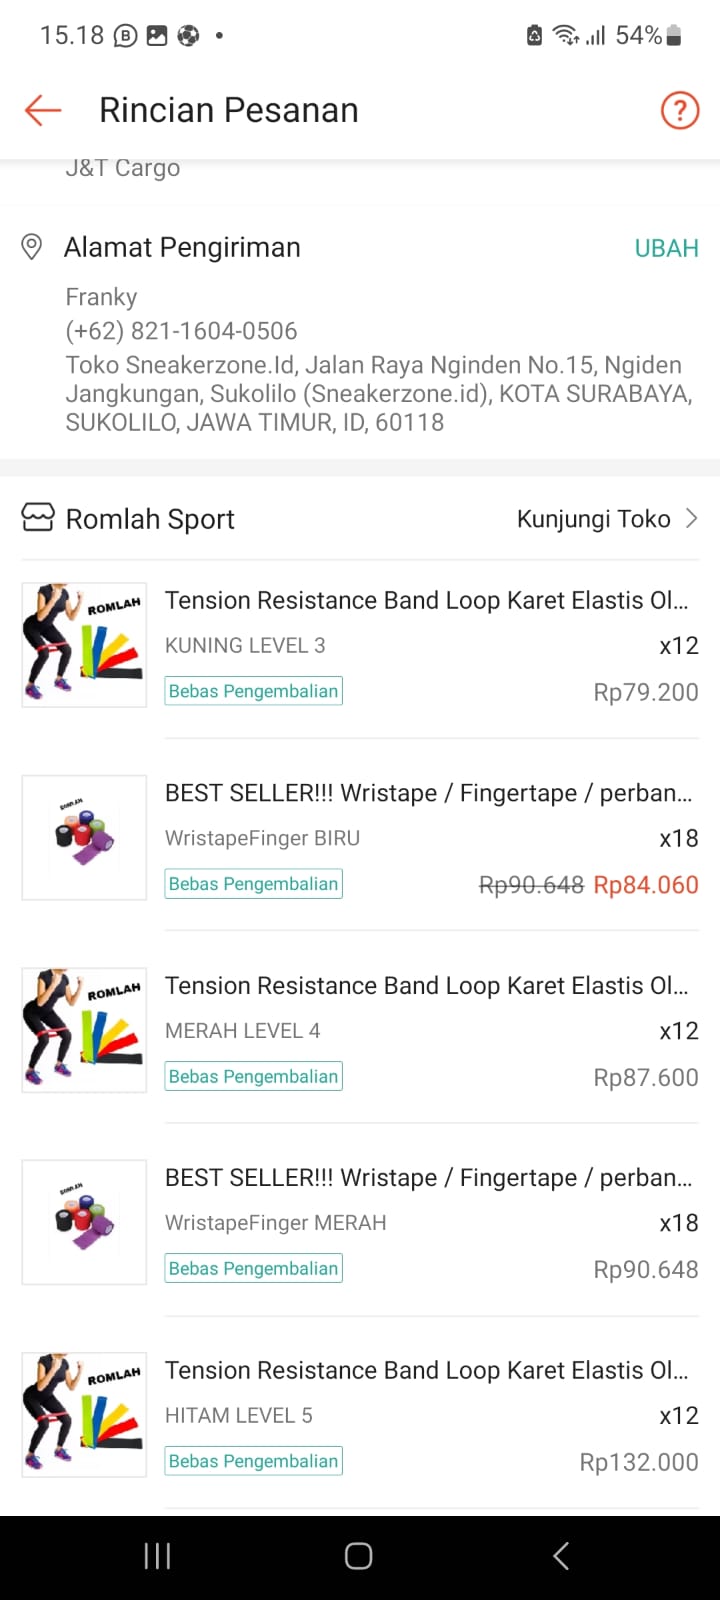 15.18
54%
Rincian Pesanan
?
J&T Cargo
Alamat Pengiriman
UBAH
Franky
(+62) 821-1604-0506
Toko Sneakerzone.Id, Jalan Raya Nginden No.15, Ngiden
Jangkungan, Sukolilo (Sneakerzone.id), KOTA SURABAYA,
SUKOLILO, JAWA TIMUR, ID, 60118
Romlah Sport
Kunjungi Toko
ROMLAH
Tension Resistance Band Loop Karet Elastis Ol...
KUNING LEVEL 3
x12
Bebas Pengembalian
Rp79.200
ROMLAH
BEST SELLER!!! Wristape / Fingertape / perban...
WristapeFinger BIRU
x18
Bebas Pengembalian
Rp90.648 Rp84.060
ROMLAH
Tension Resistance Band Loop Karet Elastis Ol...
MERAH LEVEL 4
x12
Bebas Pengembalian
Rp87.600
ROMLAH
BEST SELLER!!! Wristape / Fingertape / perban...
WristapeFinger MERAH
x18
Bebas Pengembalian
Rp90.648
ROMLAH
Tension Resistance Band Loop Karet Elastis Ol...
HITAM LEVEL 5
x12
Bebas Pengembalian
Rp132.000